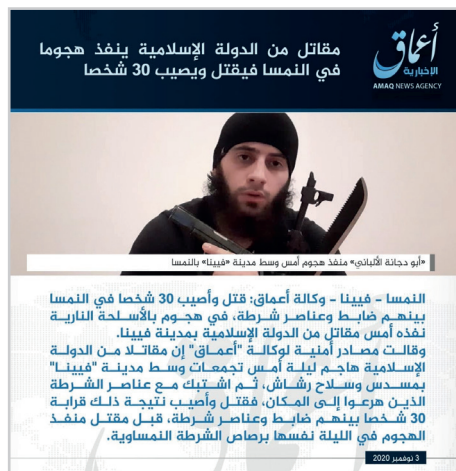 أعماق
الإخبارية
AMAQ NEWS AGENCY
مقاتل من الدولة الإسلامية ينفذ هجوما
في النمسا فيقتل ويصيب 30 شخصا
«أبو دجانة الألباني» منفذ هجوم أمس وسط مدينة «فيينا» بالنمسا
النمسا - فيينا - وكالة أعماق: قتل وأصيب 30 شخصا في النمسا
بينهم ضابط وعناصر شرطة، في هجوم بالأسلحة النارية
نفذه أمس مقاتل من الدولة الإسلامية بمدينة فيينا.
وقالت مصادر أمنية لوكالة "أعماق" إن مقاتلا من الدولة
الإسلامية هاجم ليلة أمس تجمعات وسط مدينة "فيينا"
بمسدس وسلاح رشاش، ثم اشتبك مع عناصر الشرطة
الذين هرعوا إلى المكان، فقتل وأصيب نتيجة ذلك قرابة
30 شخصا بينهم ضابط وعناصر شرطة، قبل مقتل منفذ
الهجوم في الليلة نفسها برصاص الشرطة النمساوية.
3 نوفمبر 2020